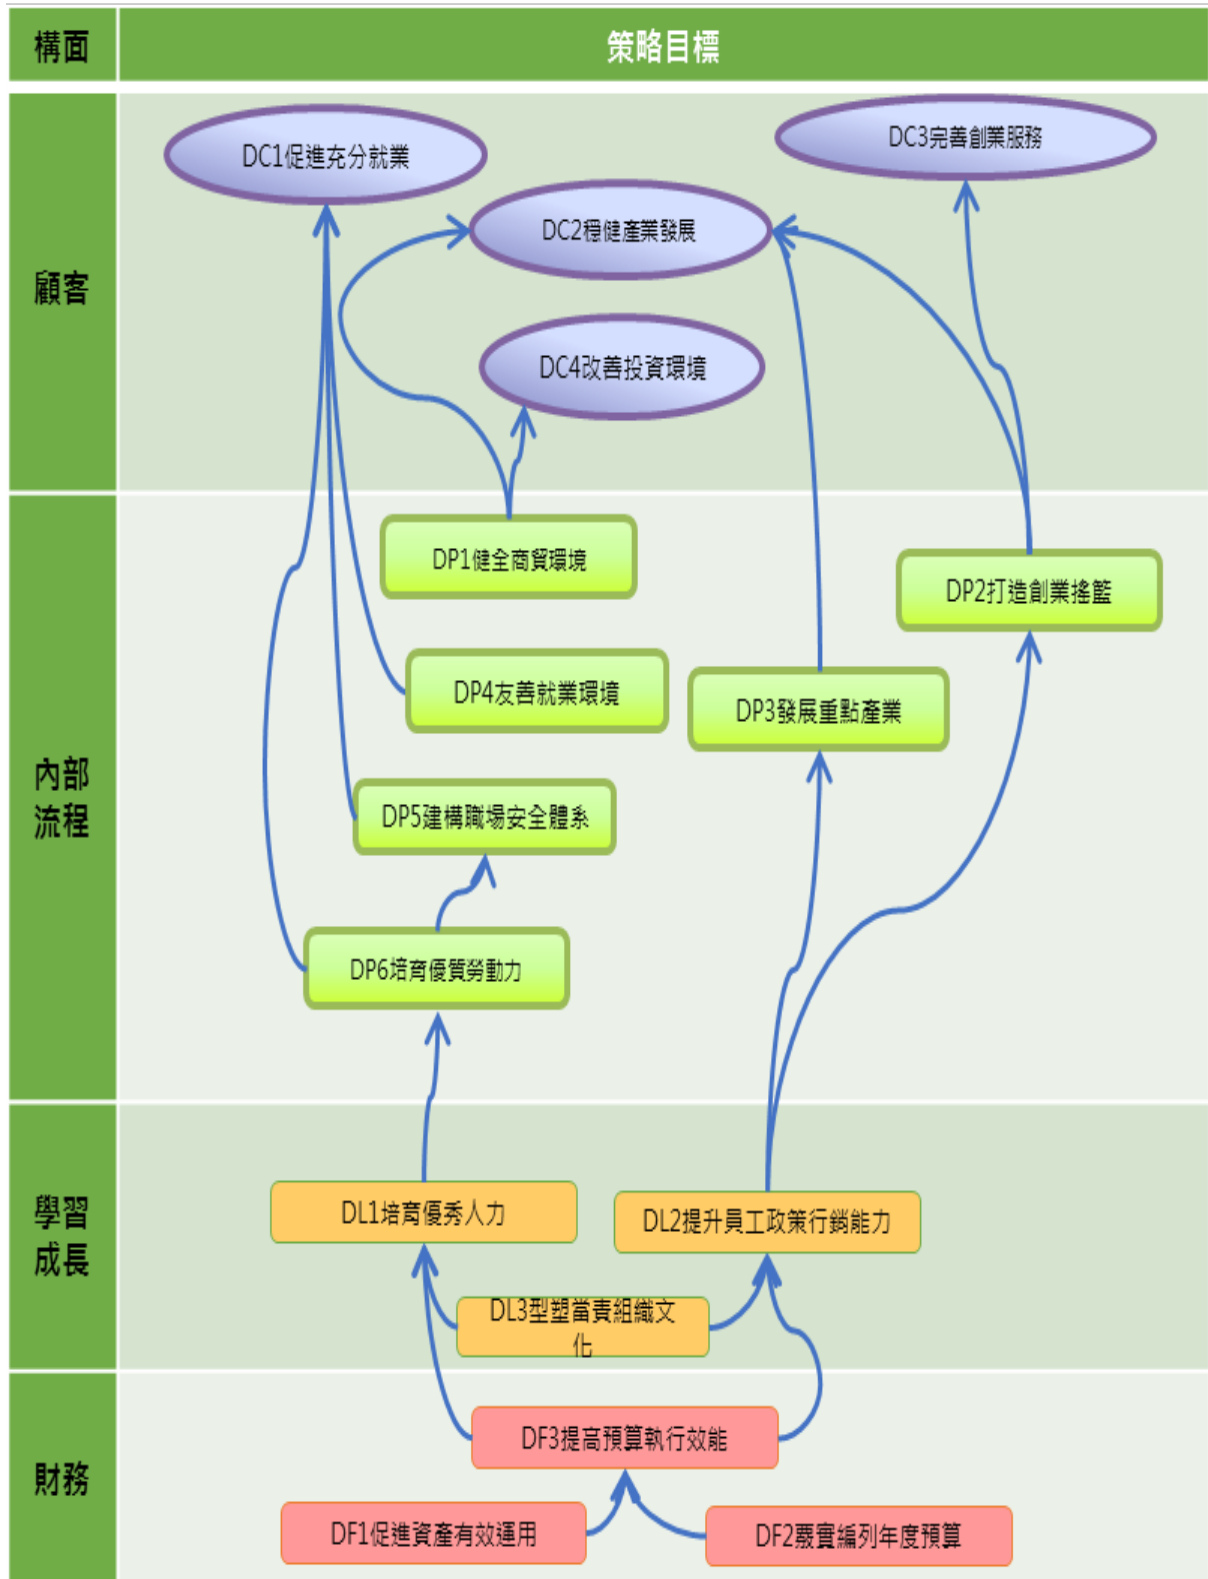 構面
策略目標
顧客
DC1促進充分就業
DC3完善創業服務
DC2穩健產業發展
DC4改善投資環境
內部
流程
DP1健全商貿環境
DP2打造創業搖籃
DP4友善就業環境
DP3發展重點產業
DP5建構職場安全體系
DP6培育優質勞動力
學習
成長
DL1培育優秀人力
DL2提升員工政策行銷能力
DL3型塑當責組織文
化
財務
DF3提高預算執行效能
DF1促進資產有效運用
DF2覈實編列年度預算